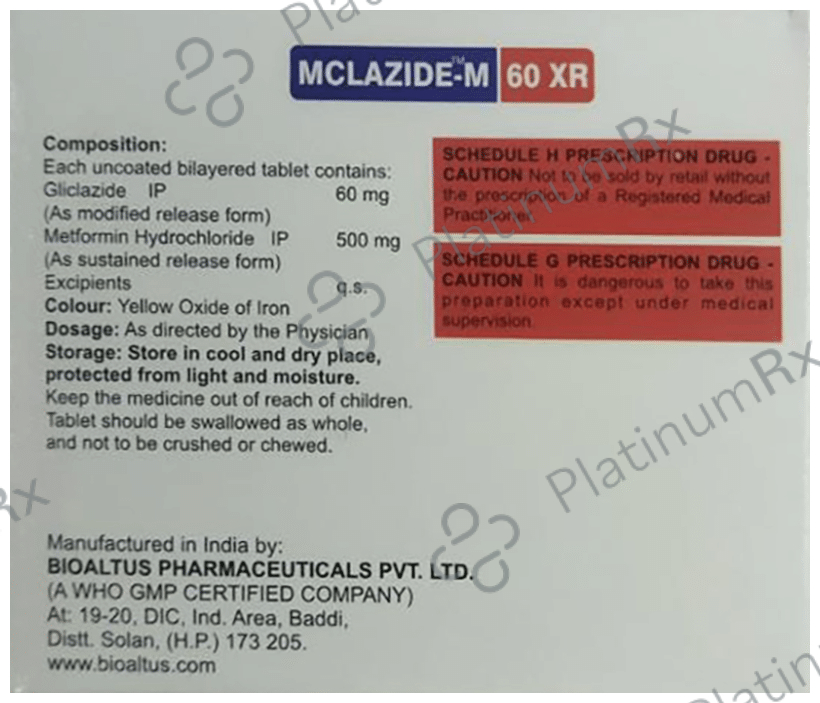 MCLAZIDE-M™ 60 XR
Composition:
Each uncoated bilayered tablet contains:
Gliclazide IP 60 mg
(As modified release form)
Metformin Hydrochloride IP 500 mg
(As sustained release form)
Excipients q.s.
Colour: Yellow Oxide of Iron
Dosage: As directed by the Physician
Storage: Store in cool and dry place,
protected from light and moisture.
Keep the medicine out of reach of children.
Tablet should be swallowed as whole,
and not to be crushed or chewed.
SCHEDULE H PRESCRIPTION DRUG -
CAUTION Not to be sold by retail without
the prescription of a Registered Medical
Practitioner
SCHEDULE G PRESCRIPTION DRUG -
CAUTION It is dangerous to take this
preparation except under medical
supervision
Manufactured in India by:
BIOALTUS PHARMACEUTICALS PVT. LTD.
(A WHO GMP CERTIFIED COMPANY)
At: 19-20, DIC, Ind. Area, Baddi,
Distt. Solan, (H.P.) 173 205.
www.bioaltus.com
PlatinumRx
PlatinumRx
Rx
Platin